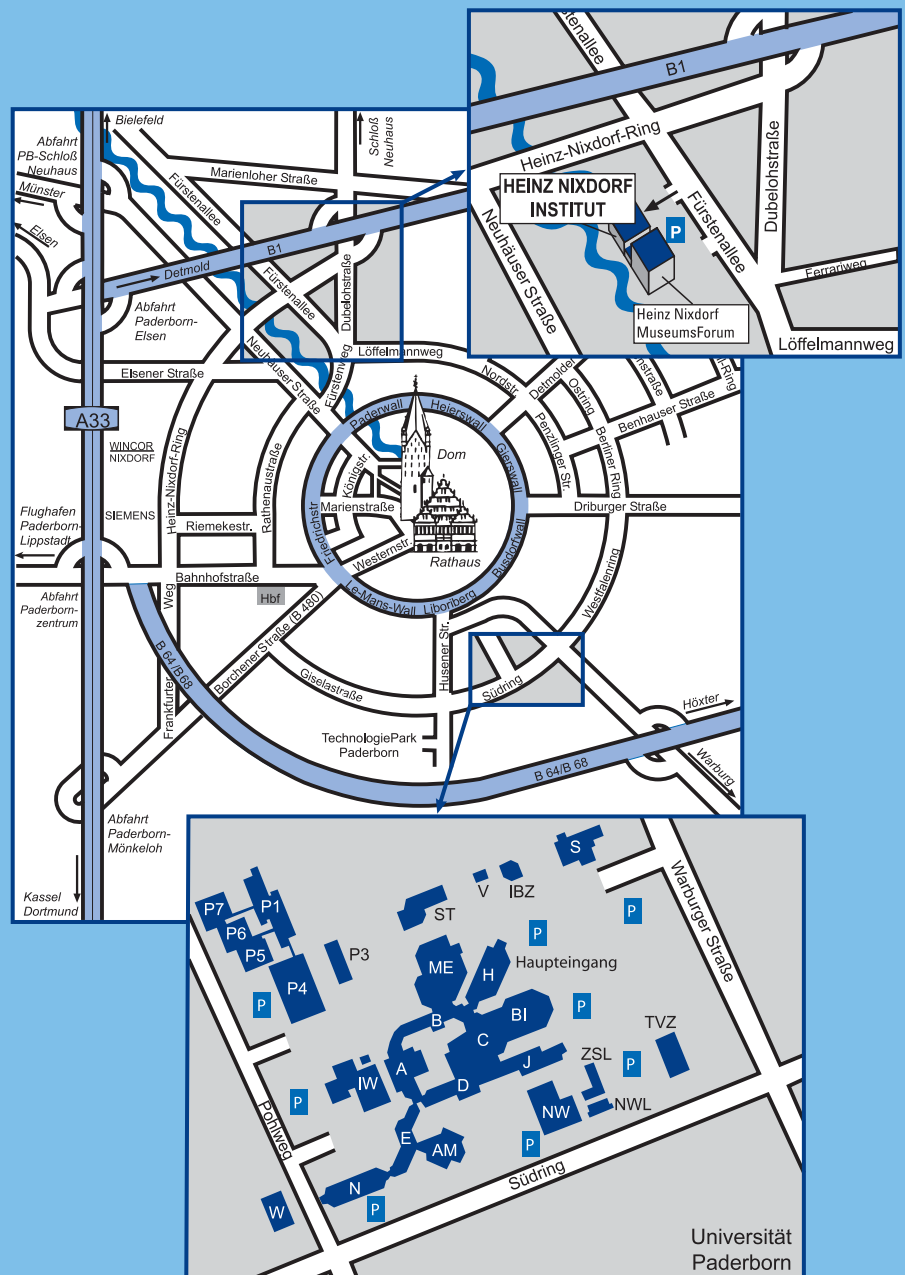 Fürstenallee
B1
Heinz-Nixdorf-Ring
HEINZ NIXDORF
INSTITUT
P
Fürstenallee
Dubelohstraße
Neuhäuser Straße
Ferrariweg
Heinz Nixdorf
MuseumsForum
Löffelmannweg
Bielefeld
Abfahrt
PB-Schloß
Neuhaus
Münster
Elsen
Schloß
Neuhaus
Marienloher Straße
Fürstenallee
B1
Detmold
Fürstenallee
Dubelohstraße
Abfahrt
Paderborn-
Elsen
Neuhäuser Straße
Fürstenweg
Löffelmannweg
Elsener Straße
Nordstr.
Detmolder
Ostring
Benhauser Straße
Penzlinger Str.
Berliner Ring
A33
WINCOR
NIXDORF
Heinz-Nixdorf-Ring
Rathenaustraße
Paderwall
Heierswall
Gierswall
Dom
Königstr.
Marienstraße
Driburger Straße
Flughafen
Paderborn-
Lippstadt
SIEMENS
Riemekestr.
Friedrichstr
Westernstr.
Rathaus
Busdorfwall
Westfalenring
Bahnhofstraße
Hbf
Le-Mans-Wall
Liboriberg
Abfahrt
Paderborn-
zentrum
Weg
Frankfurter
B 64 /B 68
Borchener Straße (B 480)
Husener Str.
Giselastraße
Südring
Höxter
Warburg
TechnologiePark
Paderborn
B 64/B 68
Abfahrt
Paderborn-
Mönkeloh
Kassel
Dortmund
S
V
IBZ
Warburger Straße
P7
P1
ST
P
P6
P5
P3
P
ME
H
Haupteingang
P4
P
P
B
BI
C
TVZ
A
J
ZSL
P
IW
D
P
NW
NWL
Pohlweg
E
AM
P
Südring
N
W
P
Universität
Paderborn